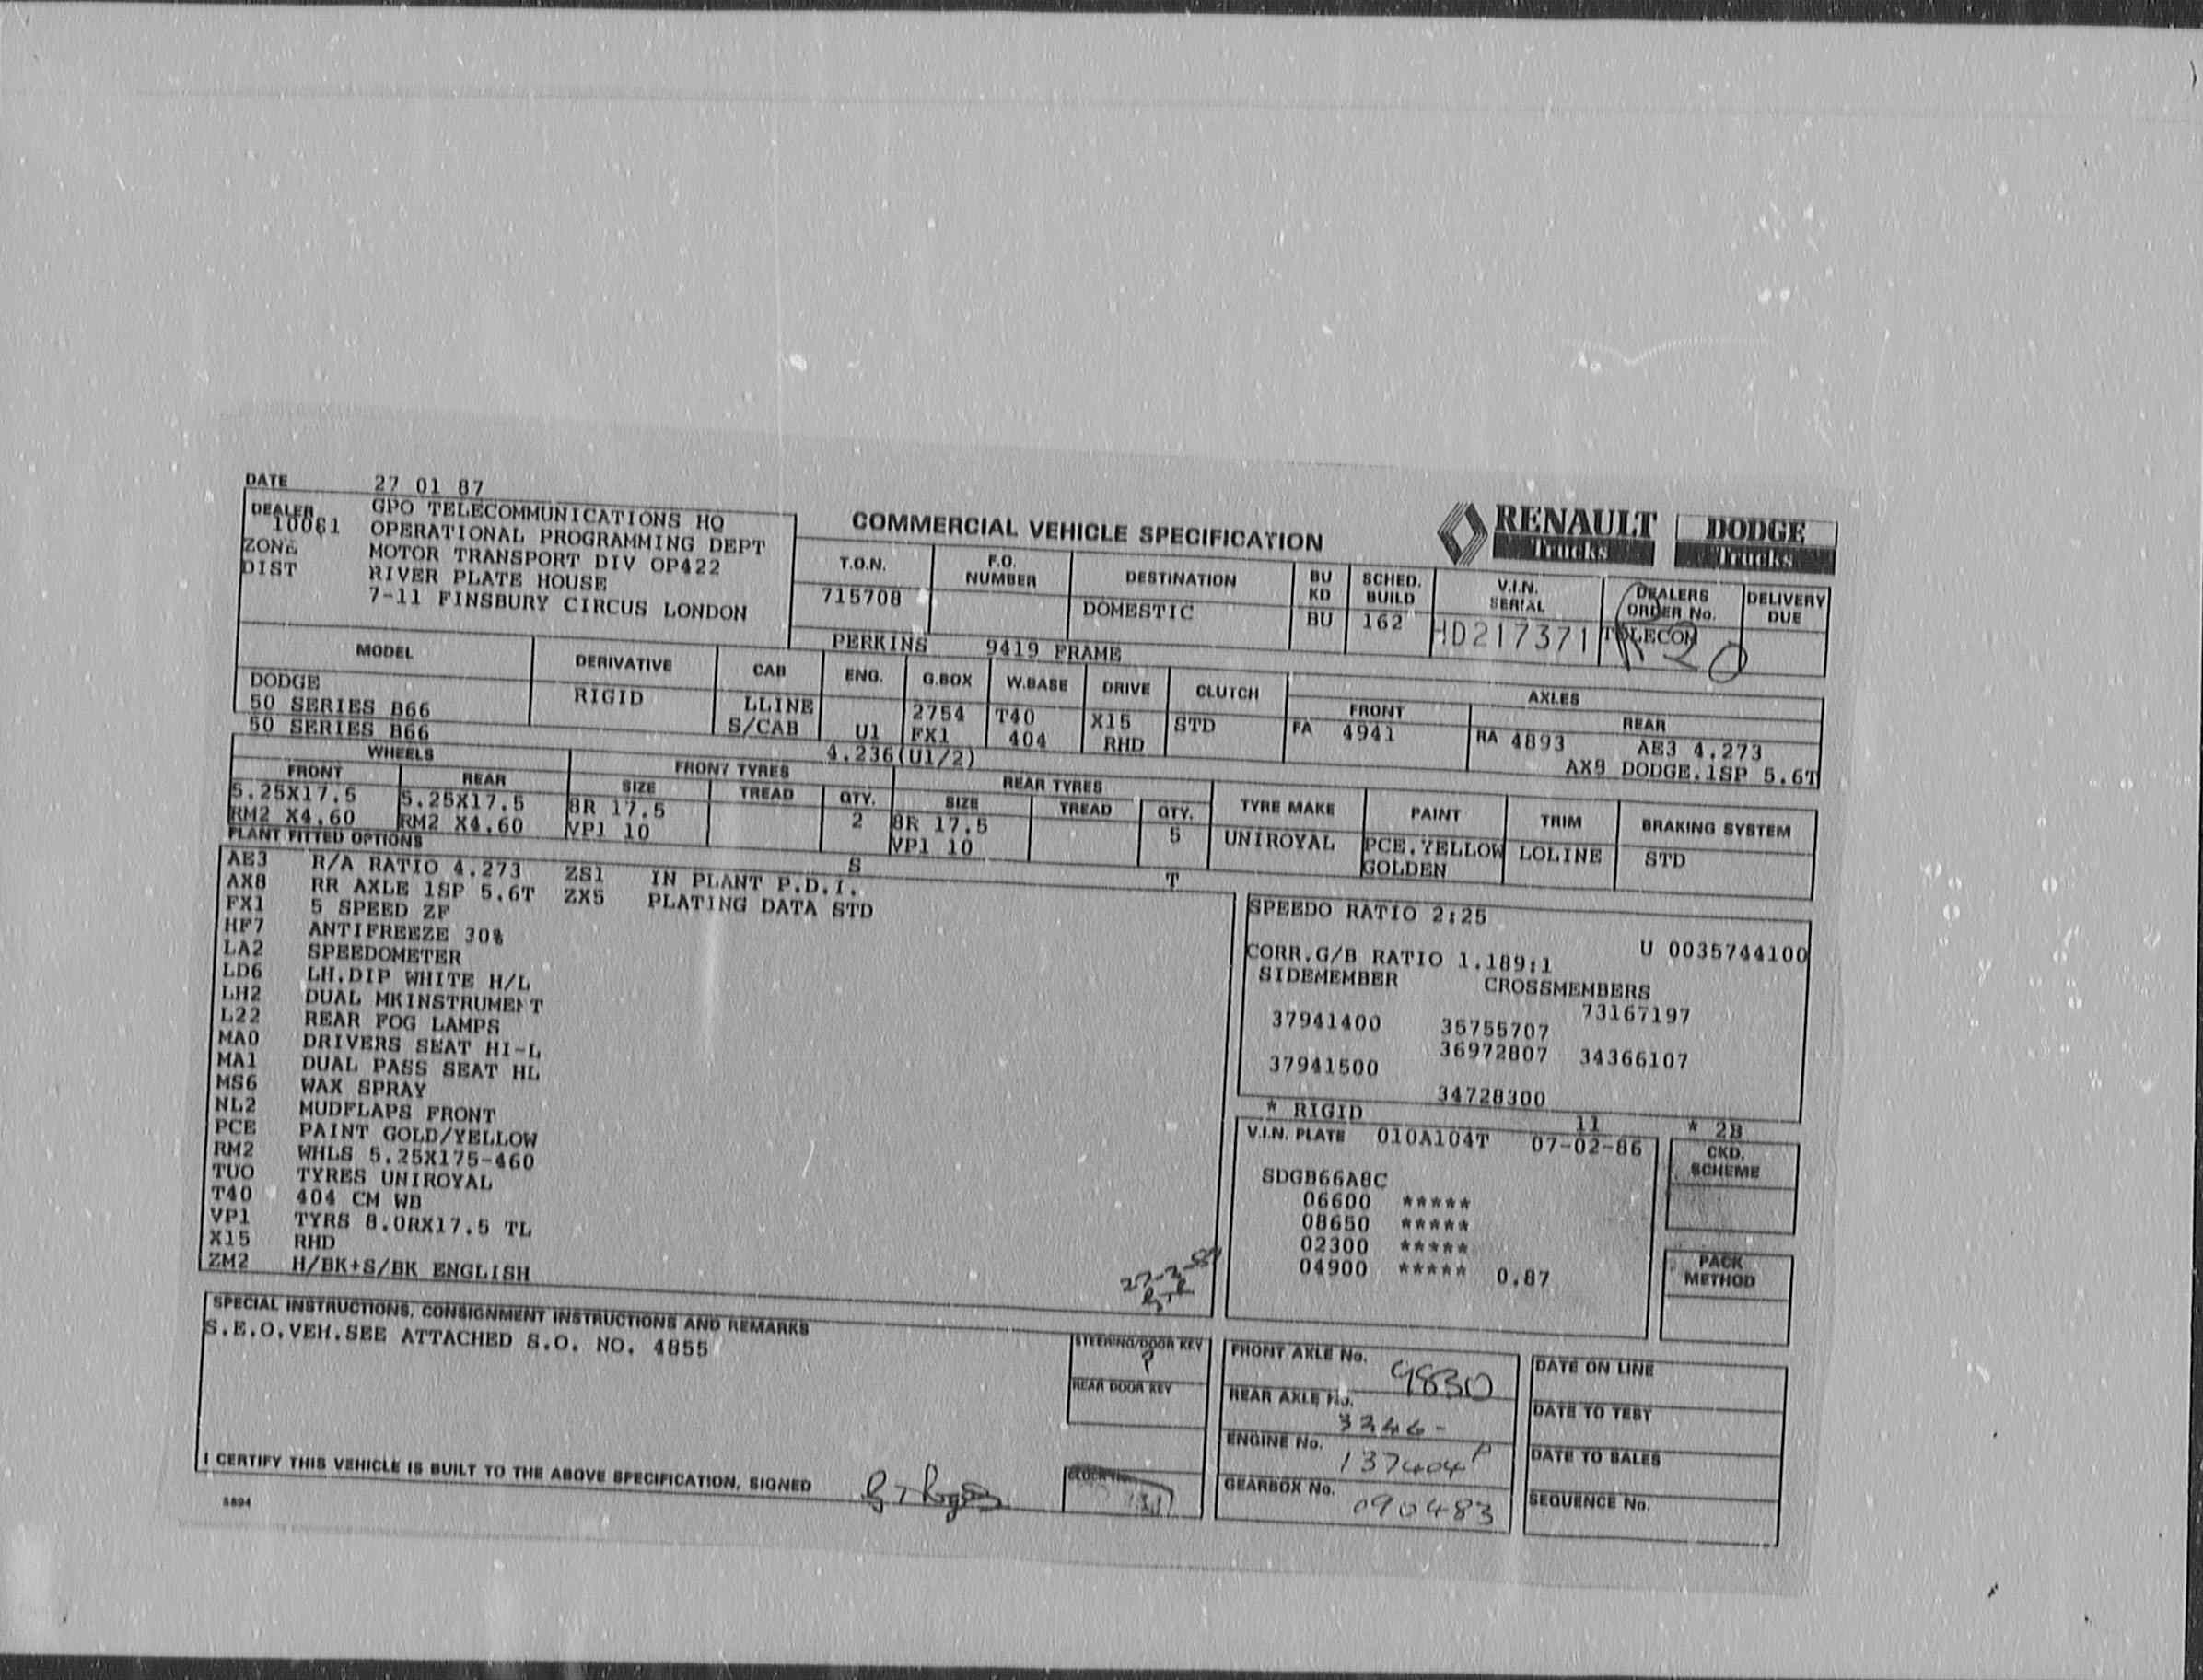 DATE 27 01 87
DEALER 10061 GPO TELECOMMUNICATIONS HQ
OPERATIONAL PROGRAMMING DEPT
ZONE MOTOR TRANSPORT DIV OP422
DIST RIVER PLATE HOUSE
7-11 FINSBURY CIRCUS LONDON
COMMERCIAL VEHICLE SPECIFICATION
RENAULT Trucks DODGE Trucks
T.O.N. F.O. NUMBER DESTINATION BU KD SCHED. BUILD V.I.N. SERIAL DEALERS ORDER No. DELIVERY DUE
715708 DOMESTIC BU 162 HD217371 TELECOM
PERKINS 9419 FRAME
MODEL DERIVATIVE CAB ENG. G.BOX W.BASE DRIVE CLUTCH AXLES
FRONT REAR
DODGE
50 SERIES B66 RIGID LLINE 2754 T40 X15 STD FA 4941 RA 4893 AE3 4.273
50 SERIES B66 S/CAB U1 FX1 404 RHD AX9 DODGE.1SP 5.6T
4.236(U1/2)
WHEELS FRONT TYRES REAR TYRES
FRONT REAR SIZE TREAD QTY. SIZE TREAD QTY. TYRE MAKE PAINT TRIM BRAKING SYSTEM
5.25X17.5 5.25X17.5 8R 17.5 2 8R 17.5 5 UNIROYAL PCE.YELLOW LOLINE STD
RM2 X4.60 RM2 X4.60 VP1 10 VP1 10 GOLDEN
PLANT FITTED OPTIONS
S T
AE3 R/A RATIO 4.273 ZS1 IN PLANT P.D.I.
AX8 RR AXLE 1SP 5.6T ZX5 PLATING DATA STD
FX1 5 SPEED ZF
HF7 ANTIFREEZE 30%
LA2 SPEEDOMETER
LD6 LH.DIP WHITE H/L
LH2 DUAL MKINSTRUMENT
L22 REAR FOG LAMPS
MA0 DRIVERS SEAT HI-L
MA1 DUAL PASS SEAT HL
MS6 WAX SPRAY
NL2 MUDFLAPS FRONT
PCE PAINT GOLD/YELLOW
RM2 WHLS 5.25X175-460
TUO TYRES UNIROYAL
T40 404 CM WB
VP1 TYRS 8.0RX17.5 TL
X15 RHD
ZM2 H/BK+S/BK ENGLISH
SPEEDO RATIO 2:25
U 0035744100
CORR.G/B RATIO 1.189:1
SIDEMEMBER CROSSMEMBERS
73167197
37941400 35755707
36972807 34366107
37941500
34728300
* RIGID 11 * 2B
V.I.N. PLATE 010A104T 07-02-86
SDGB66A8C
06600 *****
08650 *****
02300 *****
04900 ***** 0.87
CKD. SCHEME
PACK METHOD
SPECIAL INSTRUCTIONS, CONSIGNMENT INSTRUCTIONS AND REMARKS
S.E.O.VEH.SEE ATTACHED S.O. NO. 4855
STEERING/DOOR KEY
REAR DOOR KEY
FRONT AXLE No. 9830
REAR AXLE No. 3346-
ENGINE No. 137404P
GEARBOX No. 090483
DATE ON LINE
DATE TO TEST
DATE TO SALES
SEQUENCE No.
I CERTIFY THIS VEHICLE IS BUILT TO THE ABOVE SPECIFICATION, SIGNED
5894